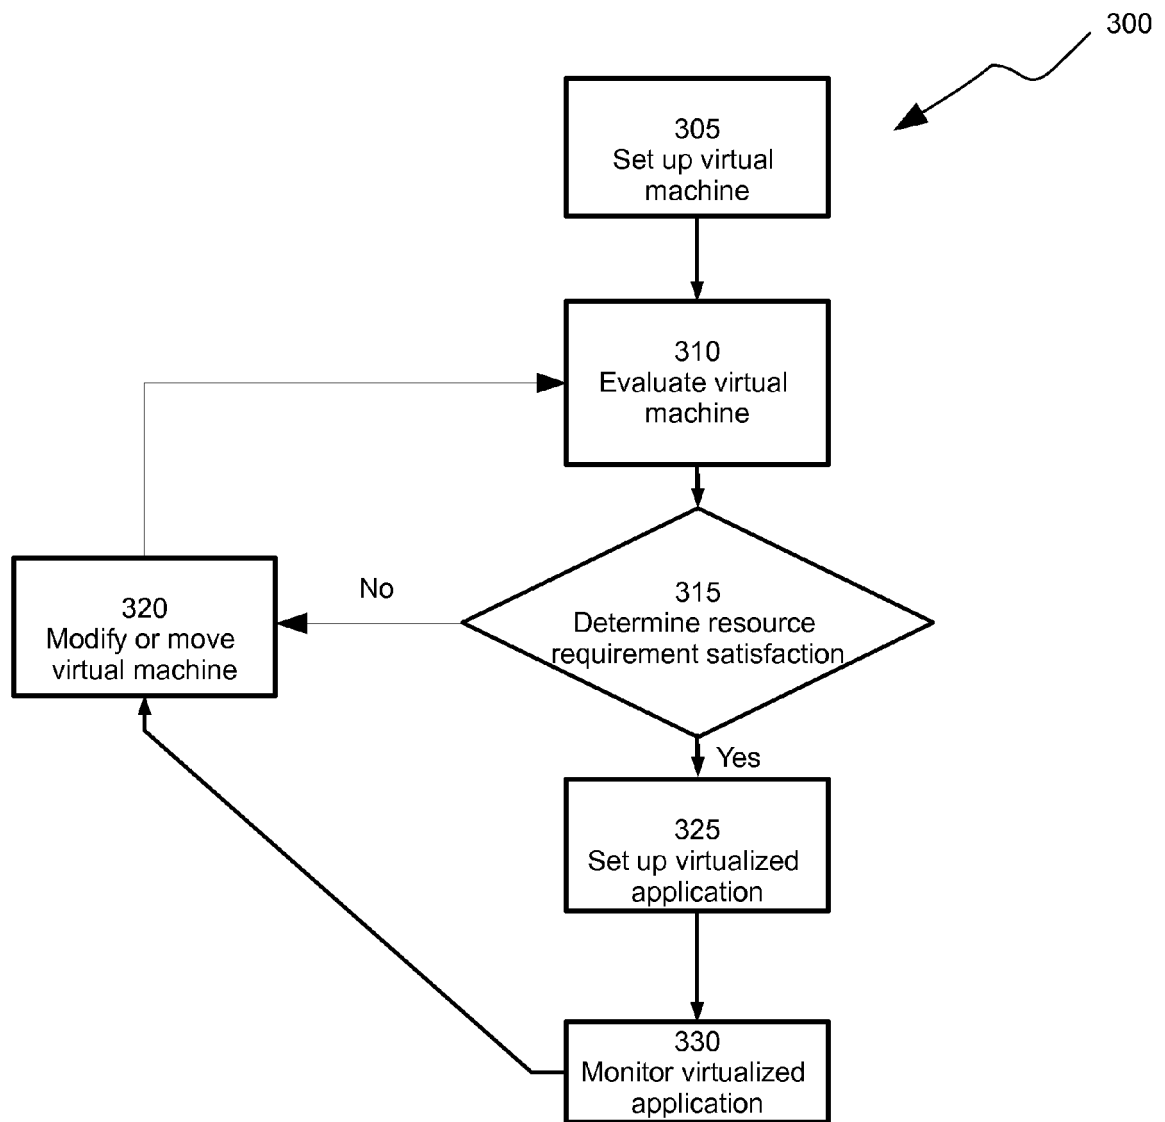 300
305
Set up virtual
machine
310
Evaluate virtual
machine
315
Determine resource
requirement satisfaction
No
320
Modify or move
virtual machine
Yes
325
Set up virtualized
application
330
Monitor virtualized
application